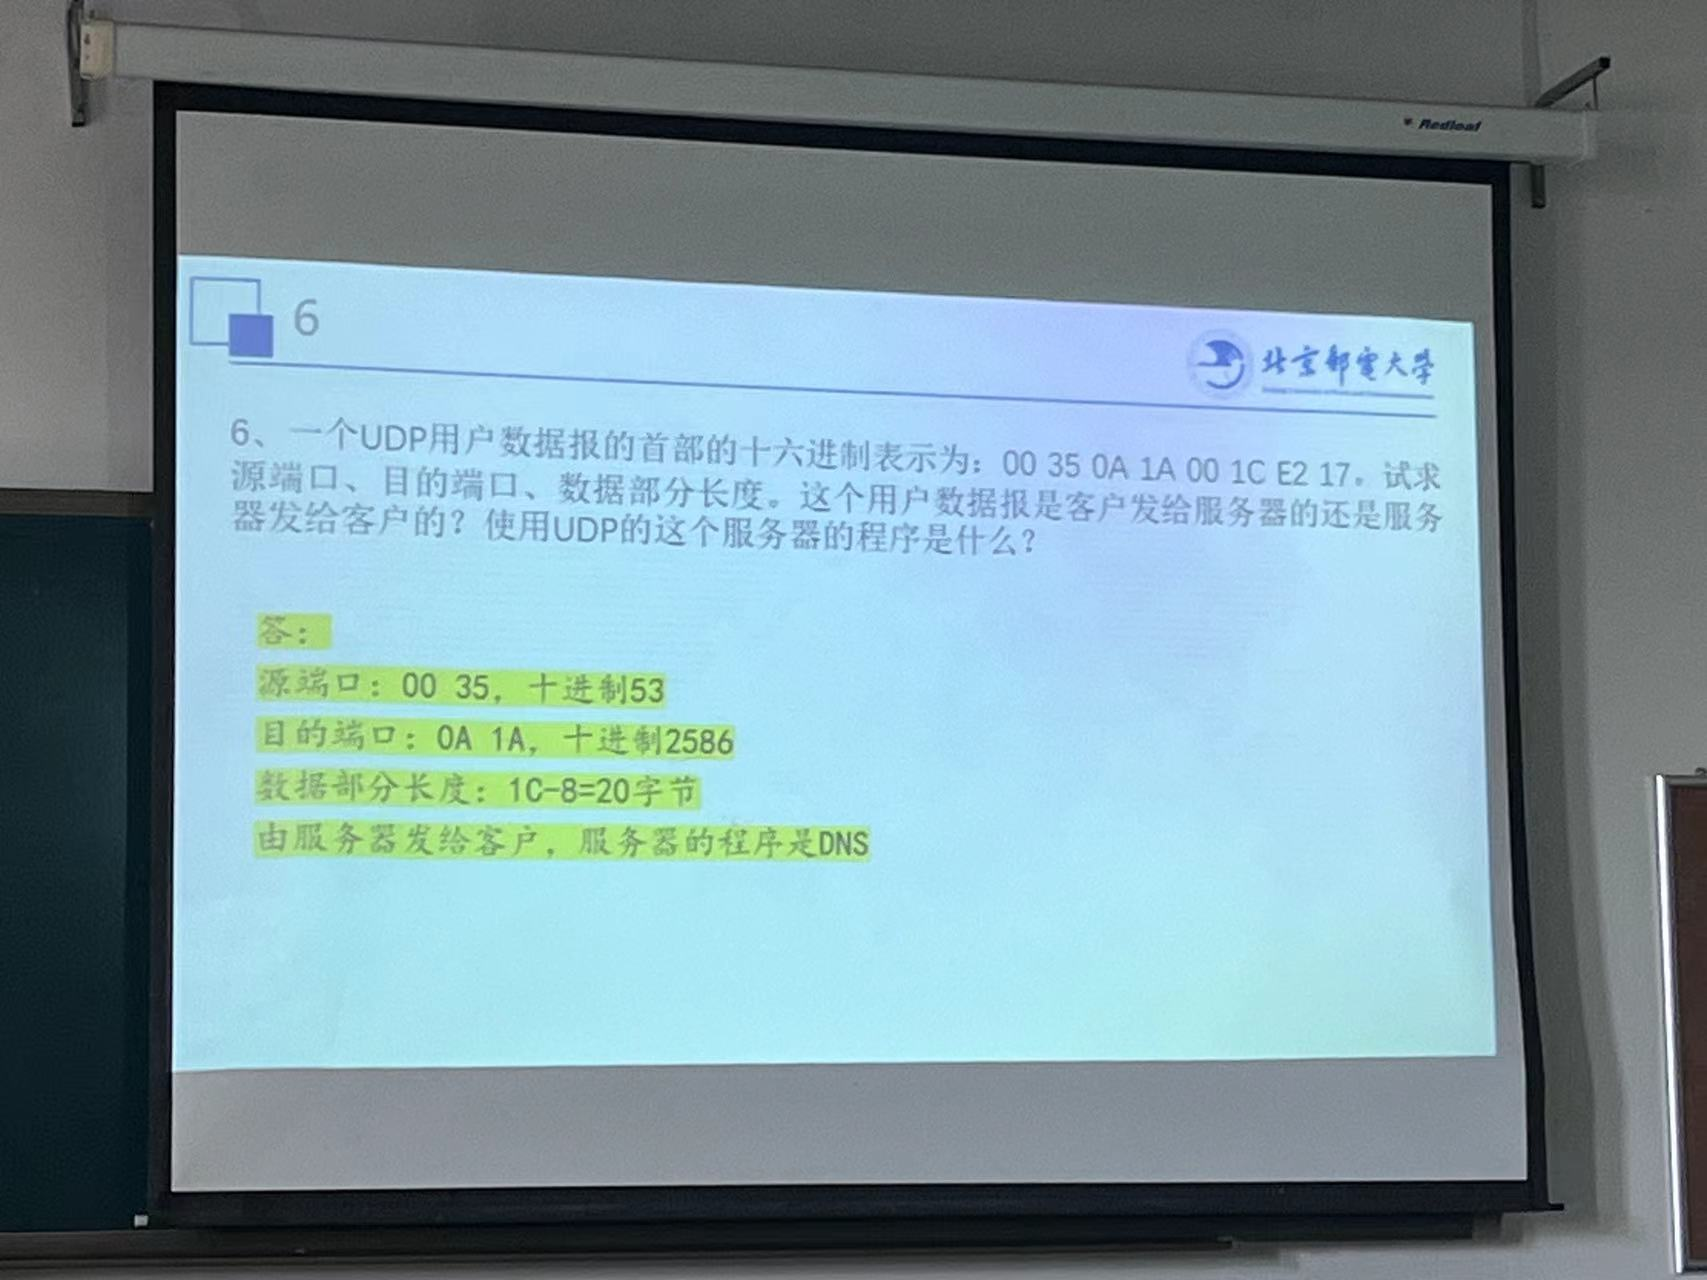 Redleaf
6
北京邮电大学
6、一个UDP用户数据报的首部的十六进制表示为：00 35 0A 1A 00 1C E2 17。试求
源端口、目的端口、数据部分长度。这个用户数据报是客户发给服务器的还是服务
器发给客户的？使用UDP的这个服务器的程序是什么？
答：
源端口：00 35，十进制53
目的端口：0A 1A，十进制2586
数据部分长度：1C-8=20字节
由服务器发给客户，服务器的程序是DNS